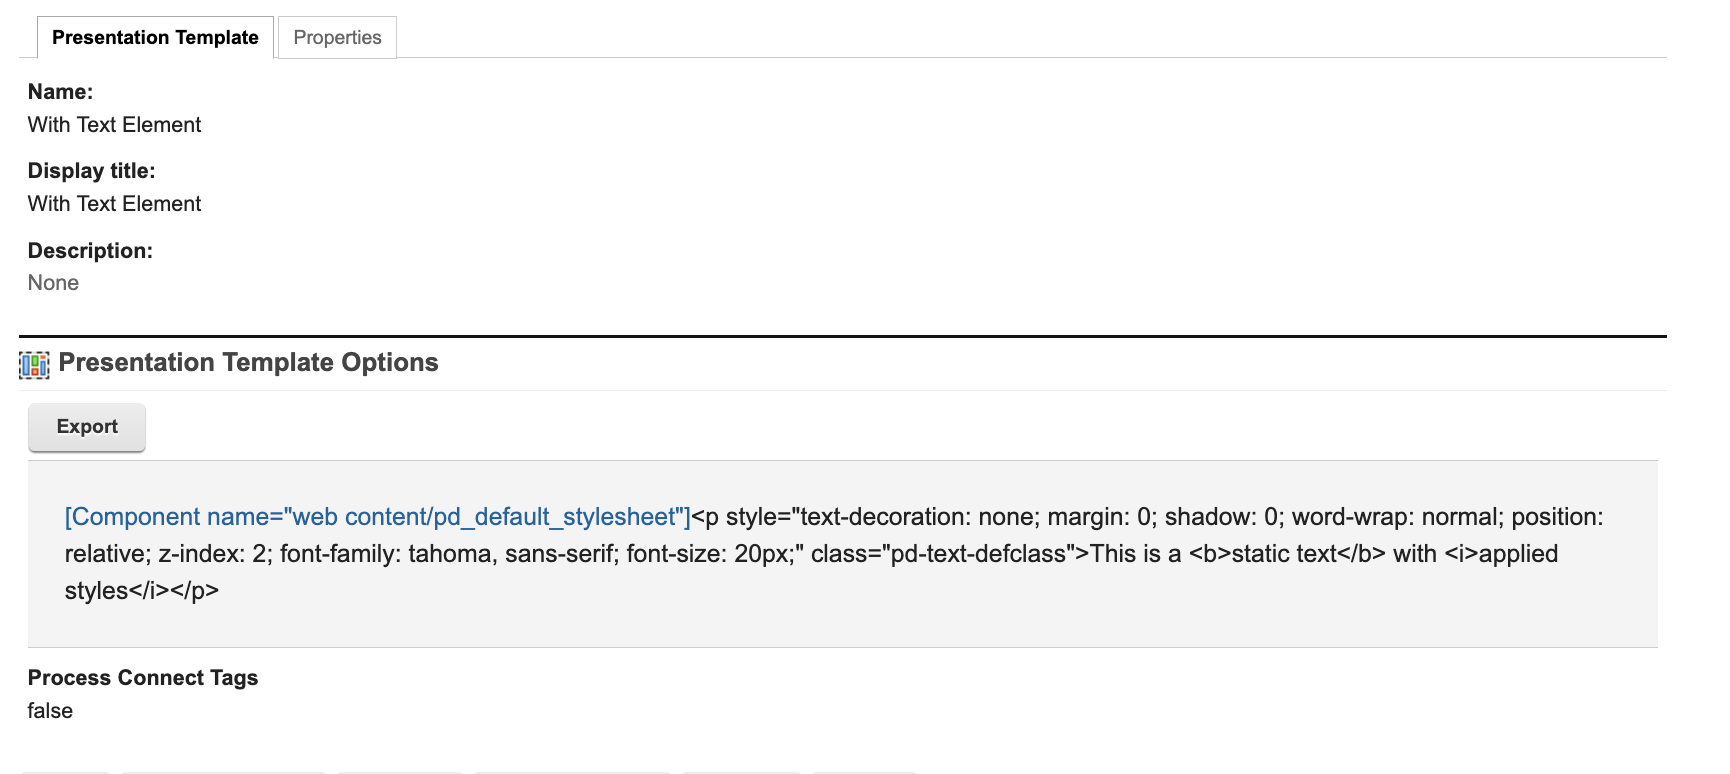 Presentation Template
Properties
Name:
With Text Element
Display title:
With Text Element
Description:
None
Presentation Template Options
Export
[Component name="web content/pd_default_stylesheet"]<p style="text-decoration: none; margin: 0; shadow: 0; word-wrap: normal; position:
relative; z-index: 2; font-family: tahoma, sans-serif; font-size: 20px;" class="pd-text-defclass">This is a <b>static text</b> with <i>applied
styles</i></p>
Process Connect Tags
false